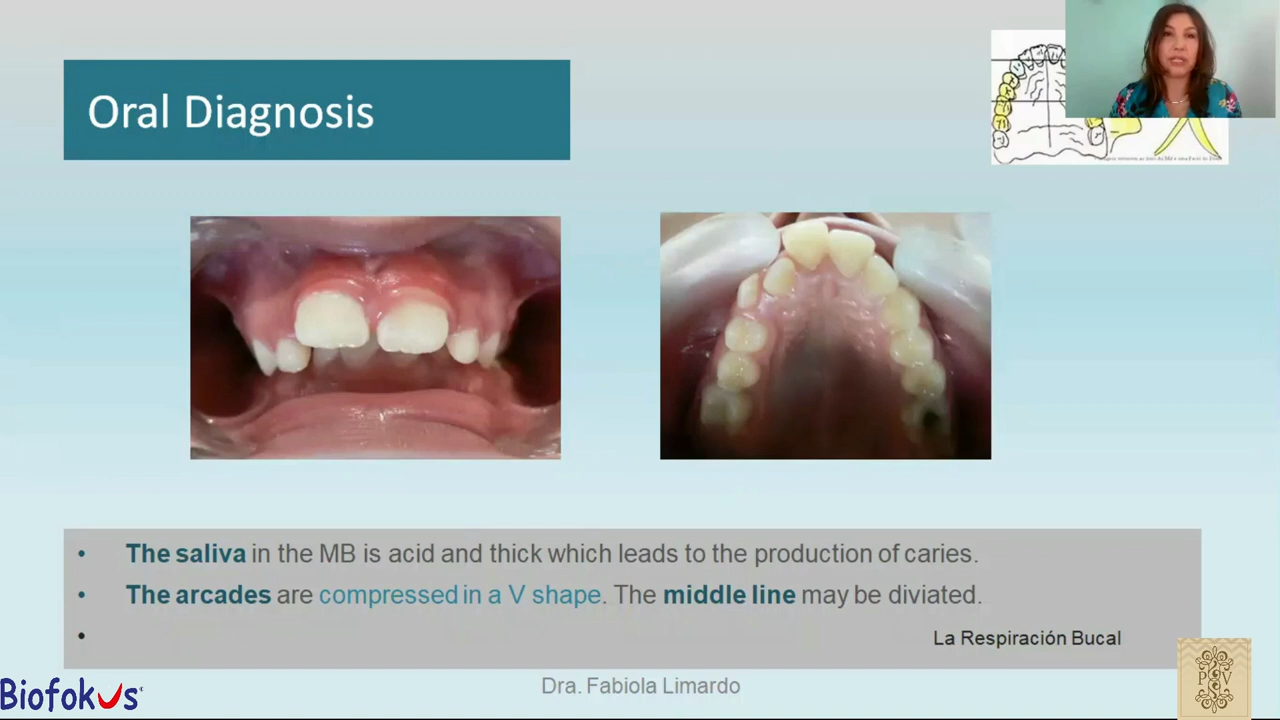 Oral Diagnosis
• The saliva in the MB is acid and thick which leads to the production of caries.
• The arcades are compressed in a V shape. The middle line may be diviated.
• La Respiración Bucal
Dra. Fabiola Limardo
Biofokus
P V